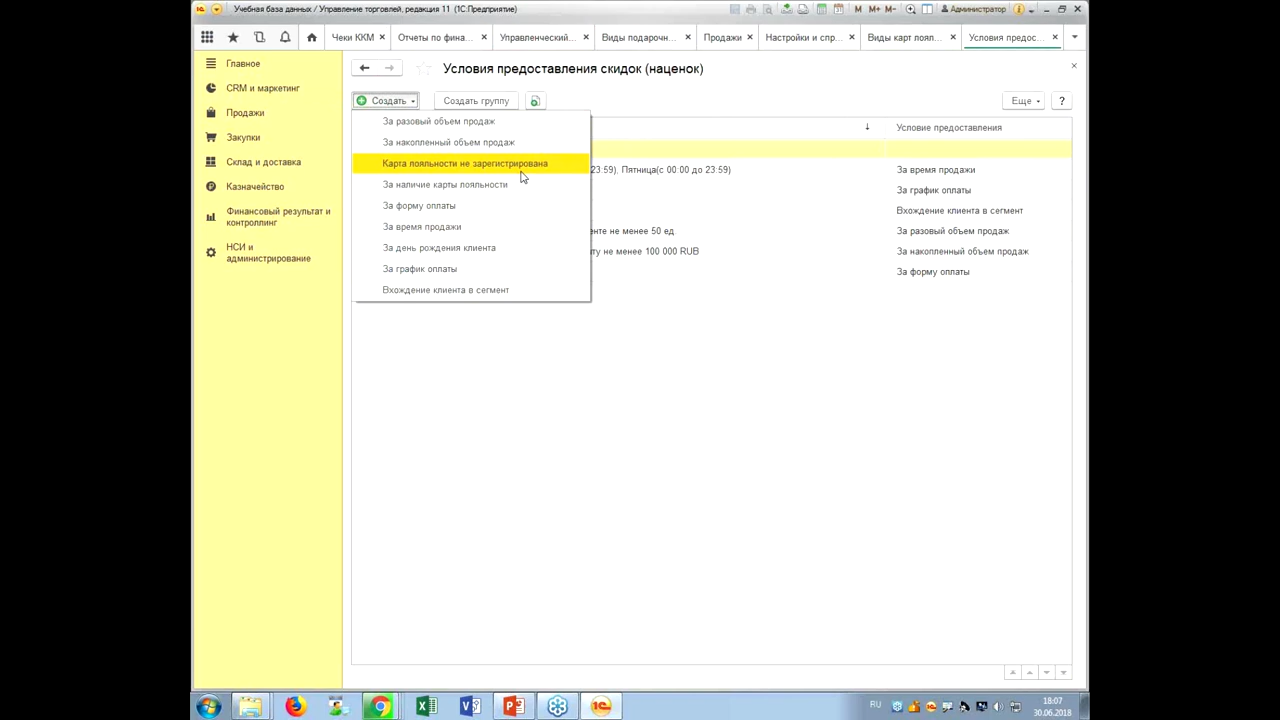 Учебная база данных / Управление торговлей, редакция 11 (1С:Предприятие)
M M+ M- Администратор
Чеки ККМ Отчеты по фина... Управленческий... Виды подарочн... Продажи Настройки и спр... Виды карт лоял... Условия предос...
Главное
CRM и маркетинг
Продажи
Закупки
Склад и доставка
Казначейство
Финансовый результат и
контроллинг
НСИ и
администрирование
Условия предоставления скидок (наценок)
Создать Создать группу Еще ?
За разовый объем продаж
За накопленный объем продаж
Карта лояльности не зарегистрирована
За наличие карты лояльности
За форму оплаты
За время продажи
За день рождения клиента
За график оплаты
Вхождение клиента в сегмент
Условие предоставления
23:59), Пятница(с 00:00 до 23:59) За время продажи
За график оплаты
Вхождение клиента в сегмент
енте не менее 50 ед. За разовый объем продаж
ту не менее 100 000 RUB За накопленный объем продаж
За форму оплаты
RU 18:07
30.06.2018